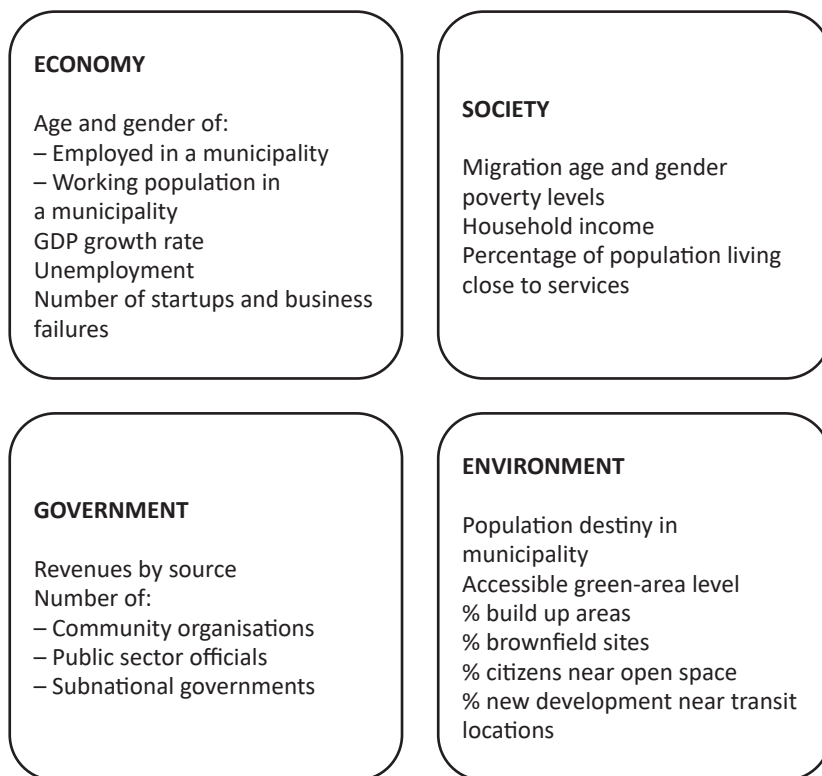 ECONOMY
Age and gender of:
– Employed in a municipality
– Working population in
a municipality
GDP growth rate
Unemployment
Number of startups and business
failures
SOCIETY
Migration age and gender
poverty levels
Household income
Percentage of population living
close to services
GOVERNMENT
Revenues by source
Number of:
– Community organisations
– Public sector officials
– Subnational governments
ENVIRONMENT
Population destiny in
municipality
Accessible green-area level
% build up areas
% brownfield sites
% citizens near open space
% new development near transit
locations